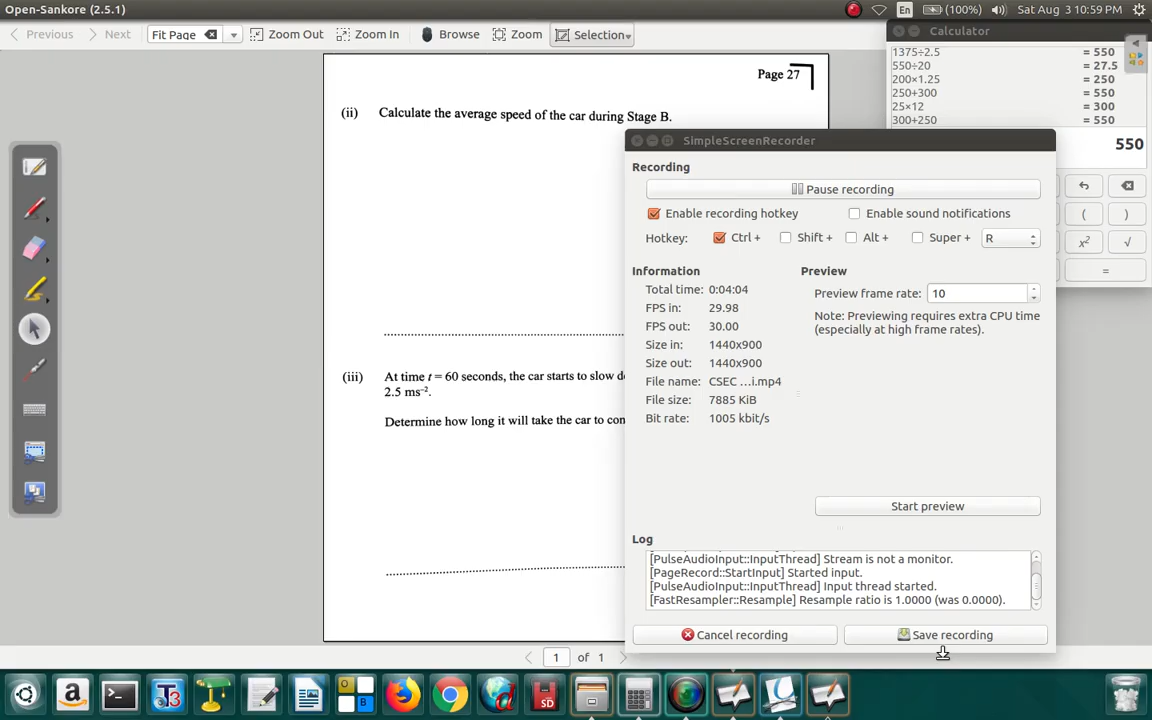 Open-Sankore (2.5.1)
En
(100%)
Sat Aug 3 10:59 PM
Previous
Next
Fit Page
Zoom Out
Zoom In
Browse
Zoom
Selection
Calculator
1375÷2.5 = 550
550÷20 = 27.5
200×1.25 = 250
250+300 = 550
25×12 = 300
300+250 = 550
550
( )
x² √
=
Page 27
(ii) Calculate the average speed of the car during Stage B.
(iii) At time t = 60 seconds, the car starts to slow d
2.5 ms⁻².
Determine how long it will take the car to con
SimpleScreenRecorder
Recording
Pause recording
Enable recording hotkey
Enable sound notifications
Hotkey: Ctrl + Shift + Alt + Super + R
Information
Total time: 0:04:04
FPS in: 29.98
FPS out: 30.00
Size in: 1440x900
Size out: 1440x900
File name: CSEC ...i.mp4
File size: 7885 KiB
Bit rate: 1005 kbit/s
Preview
Preview frame rate: 10
Note: Previewing requires extra CPU time
(especially at high frame rates).
Start preview
Log
[PulseAudioInput::InputThread] Stream is not a monitor.
[PageRecord::StartInput] Started input.
[PulseAudioInput::InputThread] Input thread started.
[FastResampler::Resample] Resample ratio is 1.0000 (was 0.0000).
Cancel recording
Save recording
1 of 1
SD